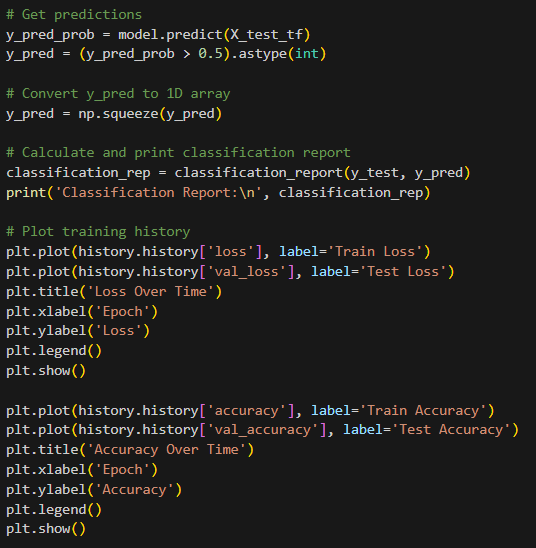 # Get predictions
y_pred_prob = model.predict(X_test_tf)
y_pred = (y_pred_prob > 0.5).astype(int)

# Convert y_pred to 1D array
y_pred = np.squeeze(y_pred)

# Calculate and print classification report
classification_rep = classification_report(y_test, y_pred)
print('Classification Report:\n', classification_rep)

# Plot training history
plt.plot(history.history['loss'], label='Train Loss')
plt.plot(history.history['val_loss'], label='Test Loss')
plt.title('Loss Over Time')
plt.xlabel('Epoch')
plt.ylabel('Loss')
plt.legend()
plt.show()

plt.plot(history.history['accuracy'], label='Train Accuracy')
plt.plot(history.history['val_accuracy'], label='Test Accuracy')
plt.title('Accuracy Over Time')
plt.xlabel('Epoch')
plt.ylabel('Accuracy')
plt.legend()
plt.show()